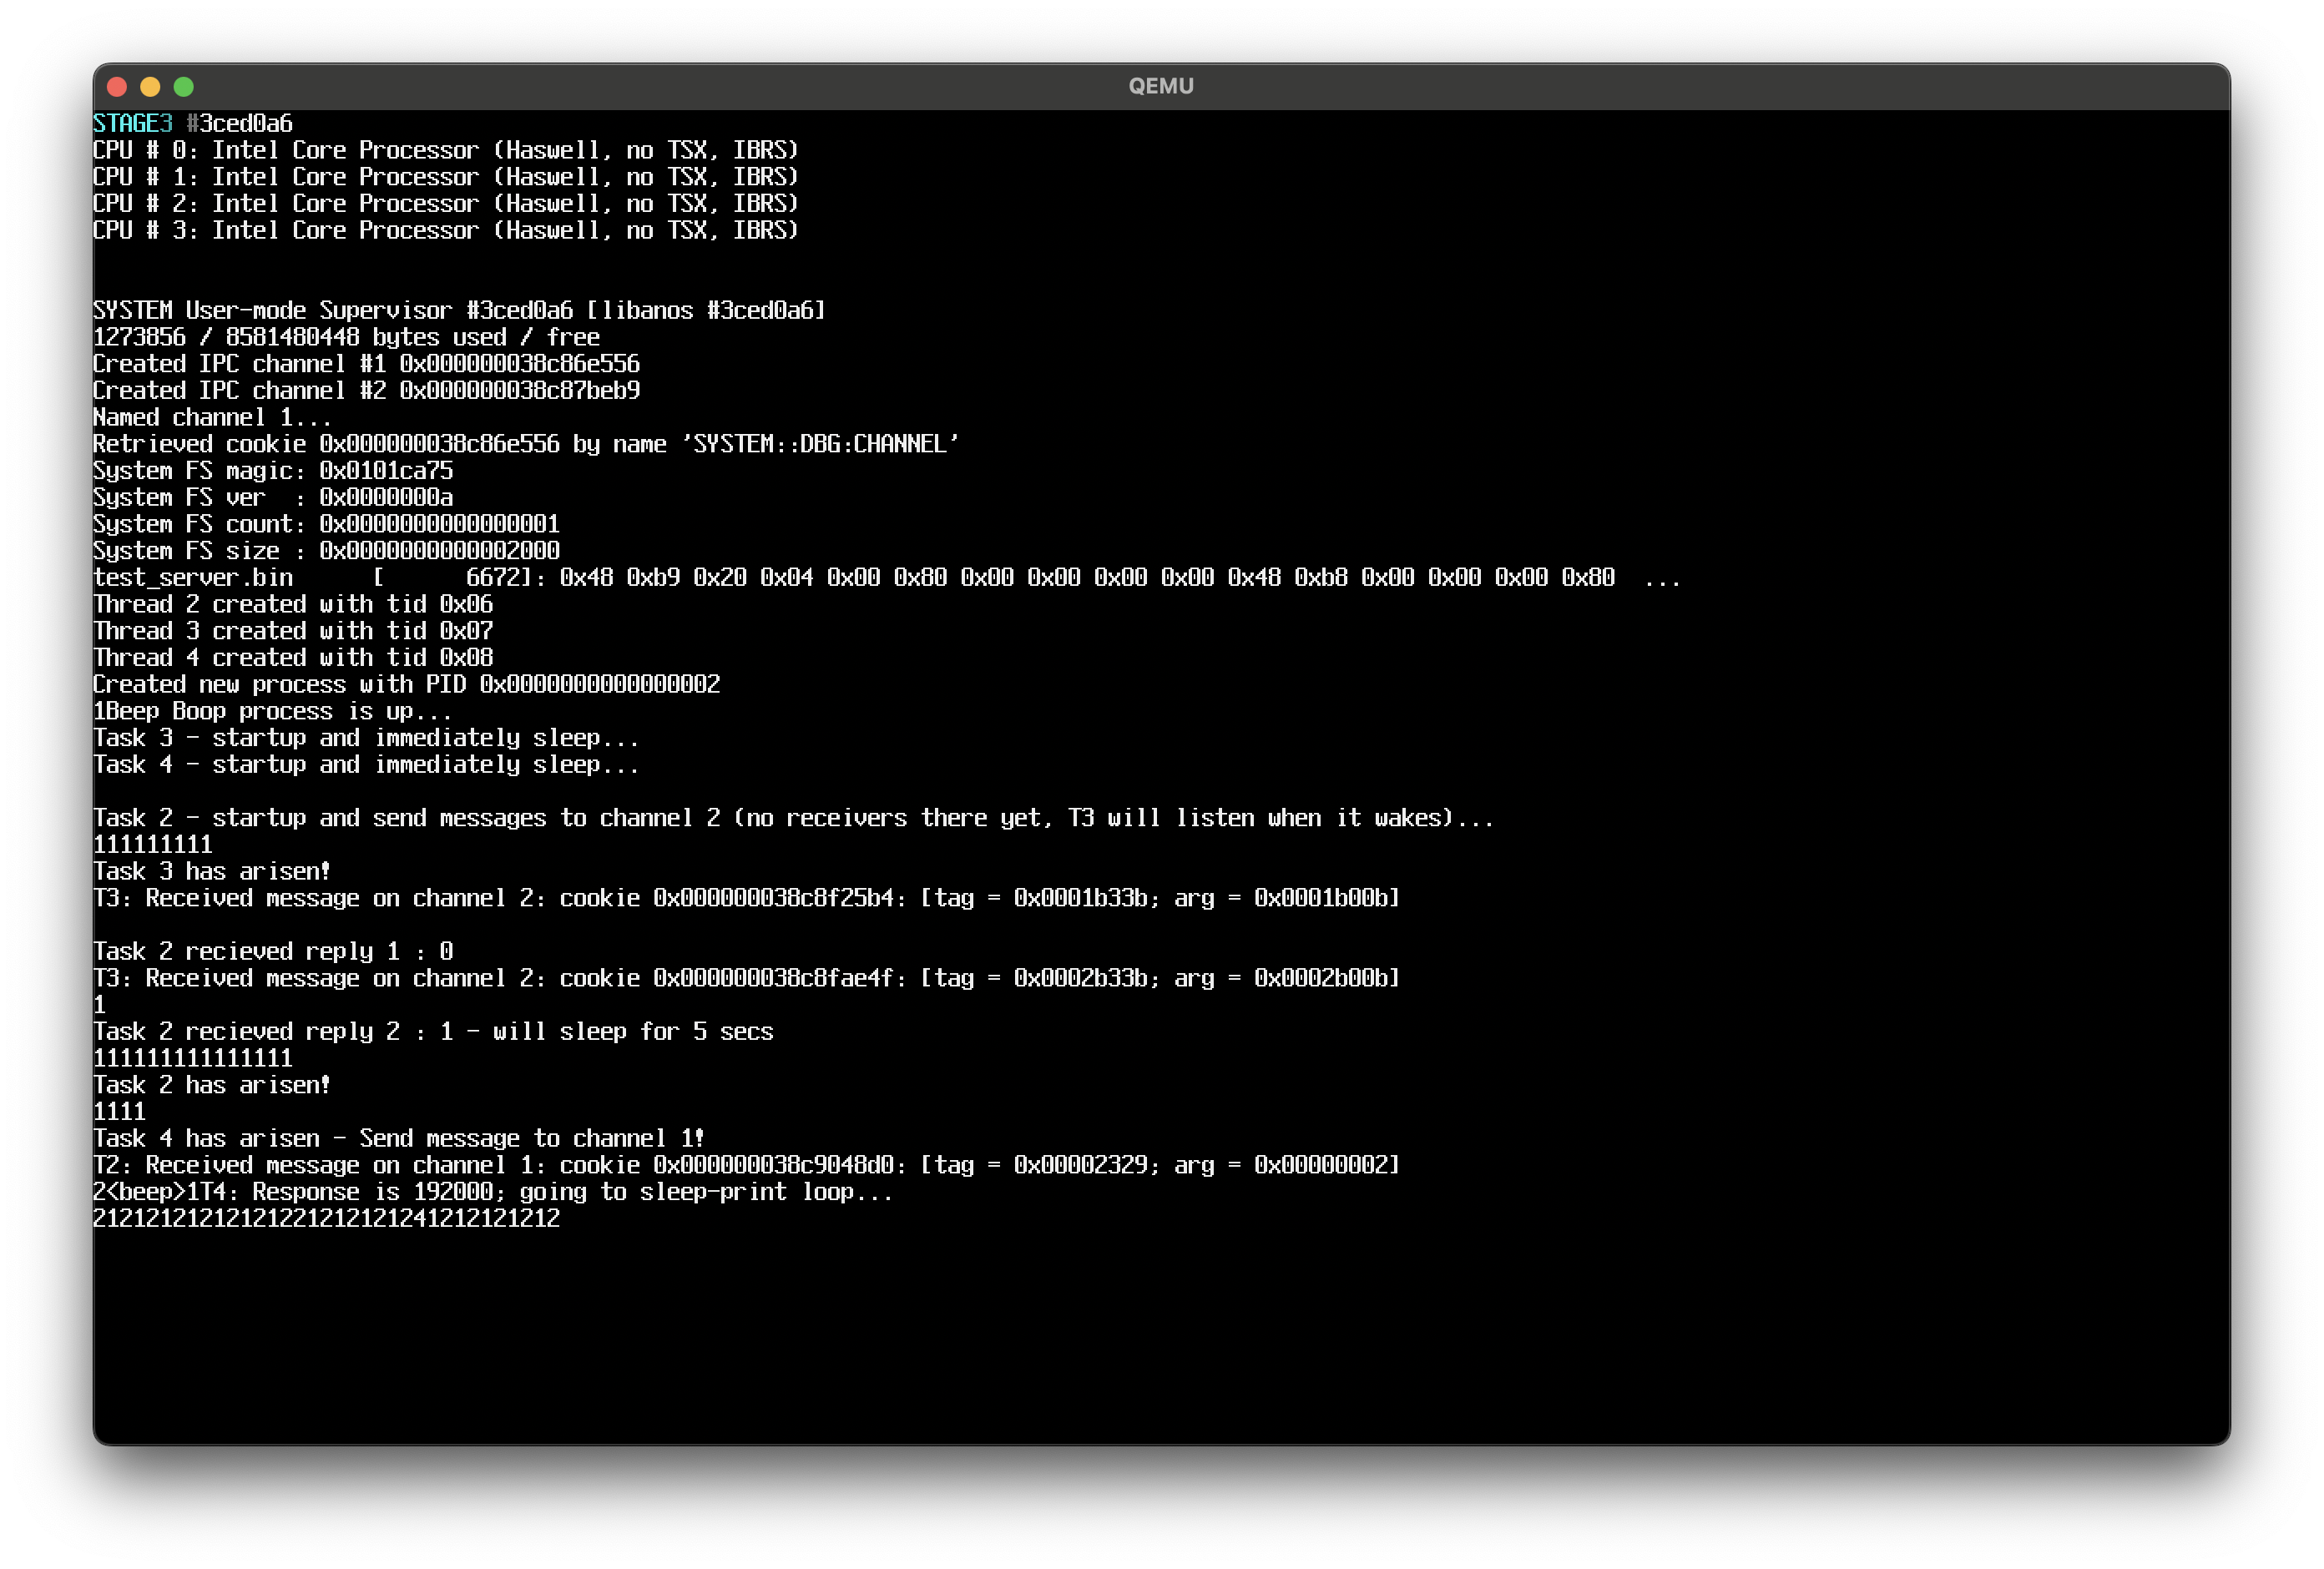 QEMU
STAGE3 #3ced0a6
CPU # 0: Intel Core Processor (Haswell, no TSX, IBRS)
CPU # 1: Intel Core Processor (Haswell, no TSX, IBRS)
CPU # 2: Intel Core Processor (Haswell, no TSX, IBRS)
CPU # 3: Intel Core Processor (Haswell, no TSX, IBRS)
SYSTEM User-mode Supervisor #3ced0a6 [libanos #3ced0a6]
1273856 / 8581480448 bytes used / free
Created IPC channel #1 0x000000038c86e556
Created IPC channel #2 0x000000038c87beb9
Named channel 1...
Retrieved cookie 0x000000038c86e556 by name 'SYSTEM::DBG:CHANNEL'
System FS magic: 0x0101ca75
System FS ver  : 0x0000000a
System FS count: 0x0000000000000001
System FS size : 0x0000000000002000
test_server.bin      [      6672]: 0x48 0xb9 0x20 0x04 0x00 0x80 0x00 0x00 0x00 0x00 0x48 0xb8 0x00 0x00 0x00 0x80  ...
Thread 2 created with tid 0x06
Thread 3 created with tid 0x07
Thread 4 created with tid 0x08
Created new process with PID 0x0000000000000002
1Beep Boop process is up...
Task 3 - startup and immediately sleep...
Task 4 - startup and immediately sleep...
Task 2 - startup and send messages to channel 2 (no receivers there yet, T3 will listen when it wakes)...
111111111
Task 3 has arisen!
T3: Received message on channel 2: cookie 0x000000038c8f25b4: [tag = 0x0001b33b; arg = 0x0001b00b]
Task 2 recieved reply 1 : 0
T3: Received message on channel 2: cookie 0x000000038c8fae4f: [tag = 0x0002b33b; arg = 0x0002b00b]
1
Task 2 recieved reply 2 : 1 - will sleep for 5 secs
111111111111111
Task 2 has arisen!
1111
Task 4 has arisen - Send message to channel 1!
T2: Received message on channel 1: cookie 0x000000038c9048d0: [tag = 0x00002329; arg = 0x00000002]
2<beep>1T4: Response is 192000; going to sleep-print loop...
21212121212121221212121241212121212